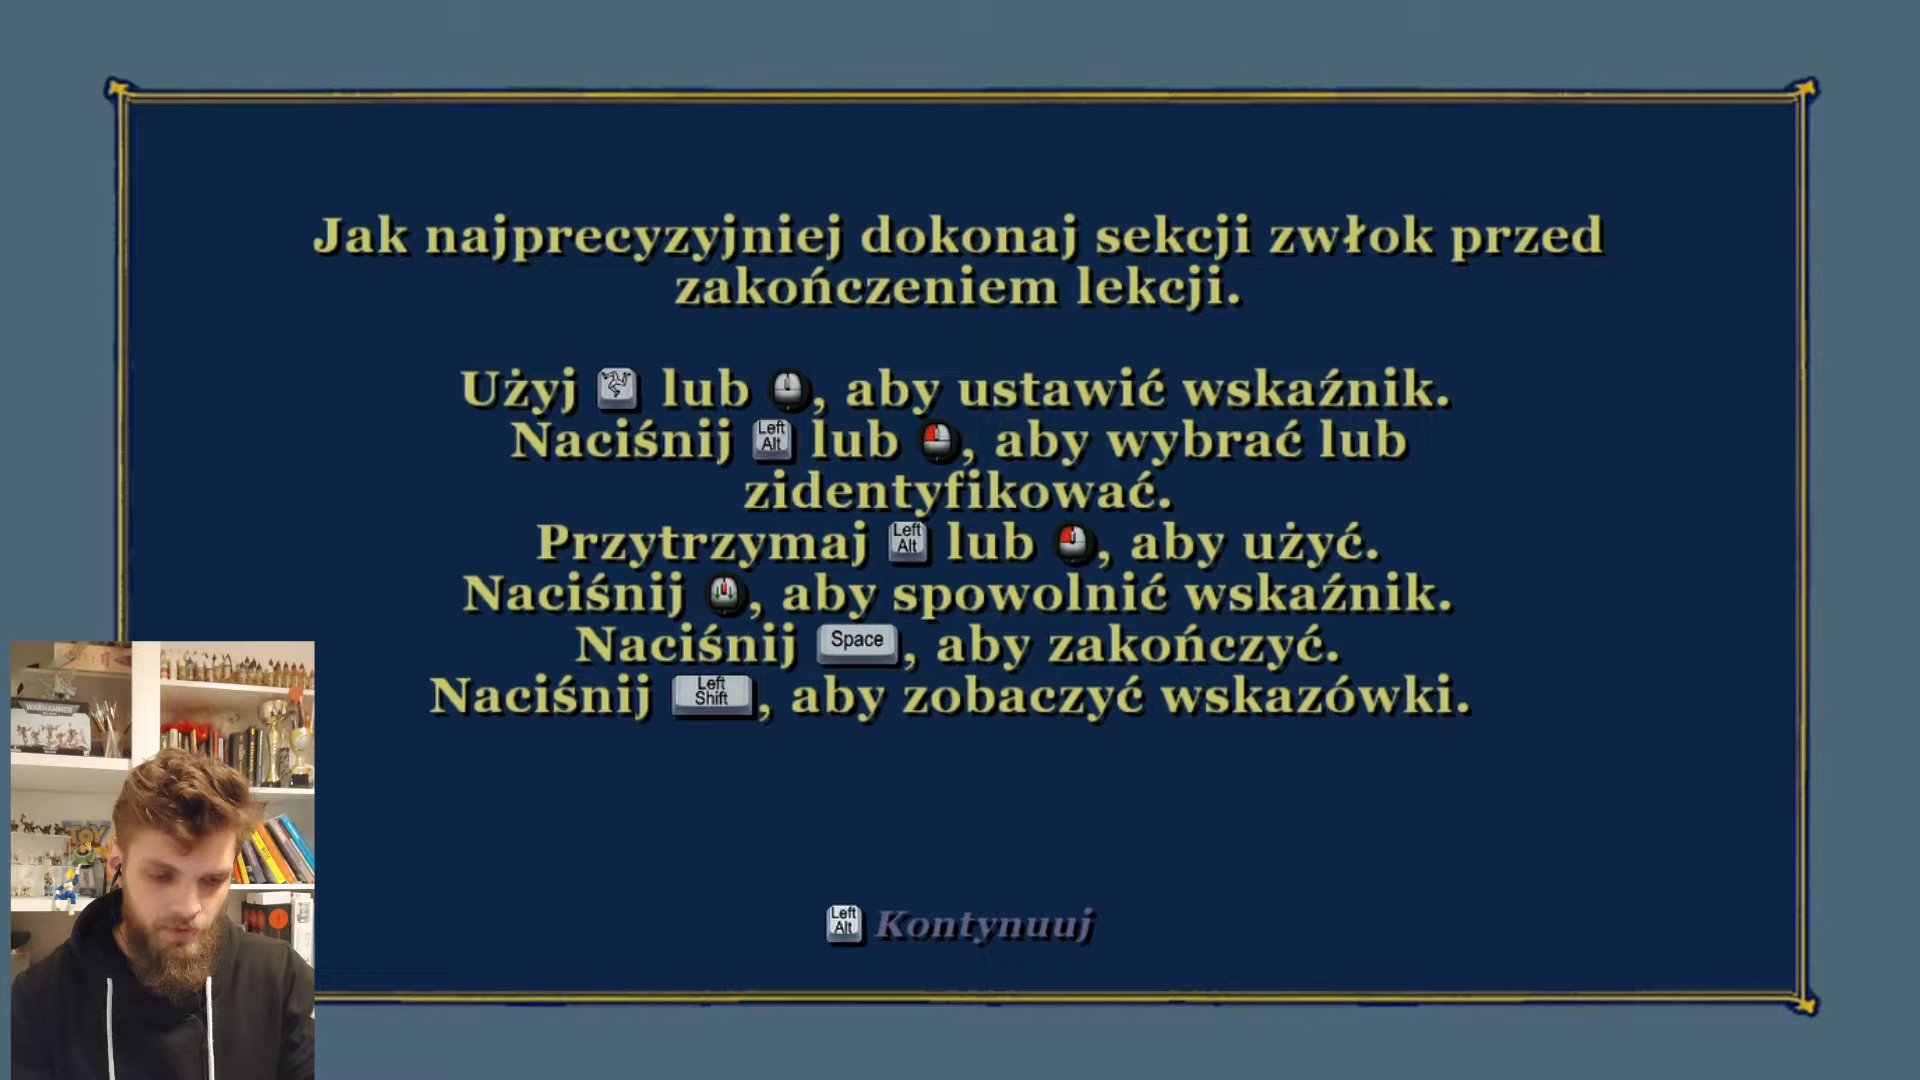 Jak najprecyzyjniej dokonaj sekcji zwłok przed
zakończeniem lekcji.
Użyj lub , aby ustawić wskaźnik.
Naciśnij Left Alt lub , aby wybrać lub
zidentyfikować.
Przytrzymaj Left Alt lub , aby użyć.
Naciśnij , aby spowolnić wskaźnik.
Naciśnij Space , aby zakończyć.
Naciśnij Left Shift , aby zobaczyć wskazówki.
WARHAMMER
TOY
Left Alt Kontynuuj